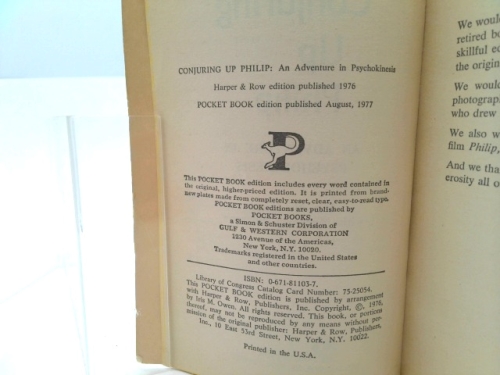 CONJURING UP PHILIP: An Adventure in Psychokinesis
Harper & Row edition published 1976
POCKET BOOK edition published August, 1977
P
This POCKET BOOK edition includes every word contained in
the original, higher-priced edition. It is printed from brand-
new plates made from completely reset, clear, easy-to-read type.
POCKET BOOK editions are published by
POCKET BOOKS,
a Simon & Schuster Division of
GULF & WESTERN CORPORATION
1230 Avenue of the Americas,
New York, N.Y. 10020.
Trademarks registered in the United States
and other countries.
ISBN: 0-671-81103-7.
Library of Congress Catalog Card Number: 75-25054.
This POCKET BOOK edition is published by arrangement
with Harper & Row, Publishers, Inc. Copyright, ©, 1976,
by Iris M. Owen. All rights reserved. This book, or portions
thereof, may not be reproduced by any means without per-
mission of the original publisher: Harper & Row, Publishers,
Inc., 10 East 53rd Street, New York, N.Y. 10022.
Printed in the U.S.A.
We would
retired bo
skillful ed
the origin
We would
photograp
who drew
We also w
film Philip,
And we tha
erosity all o